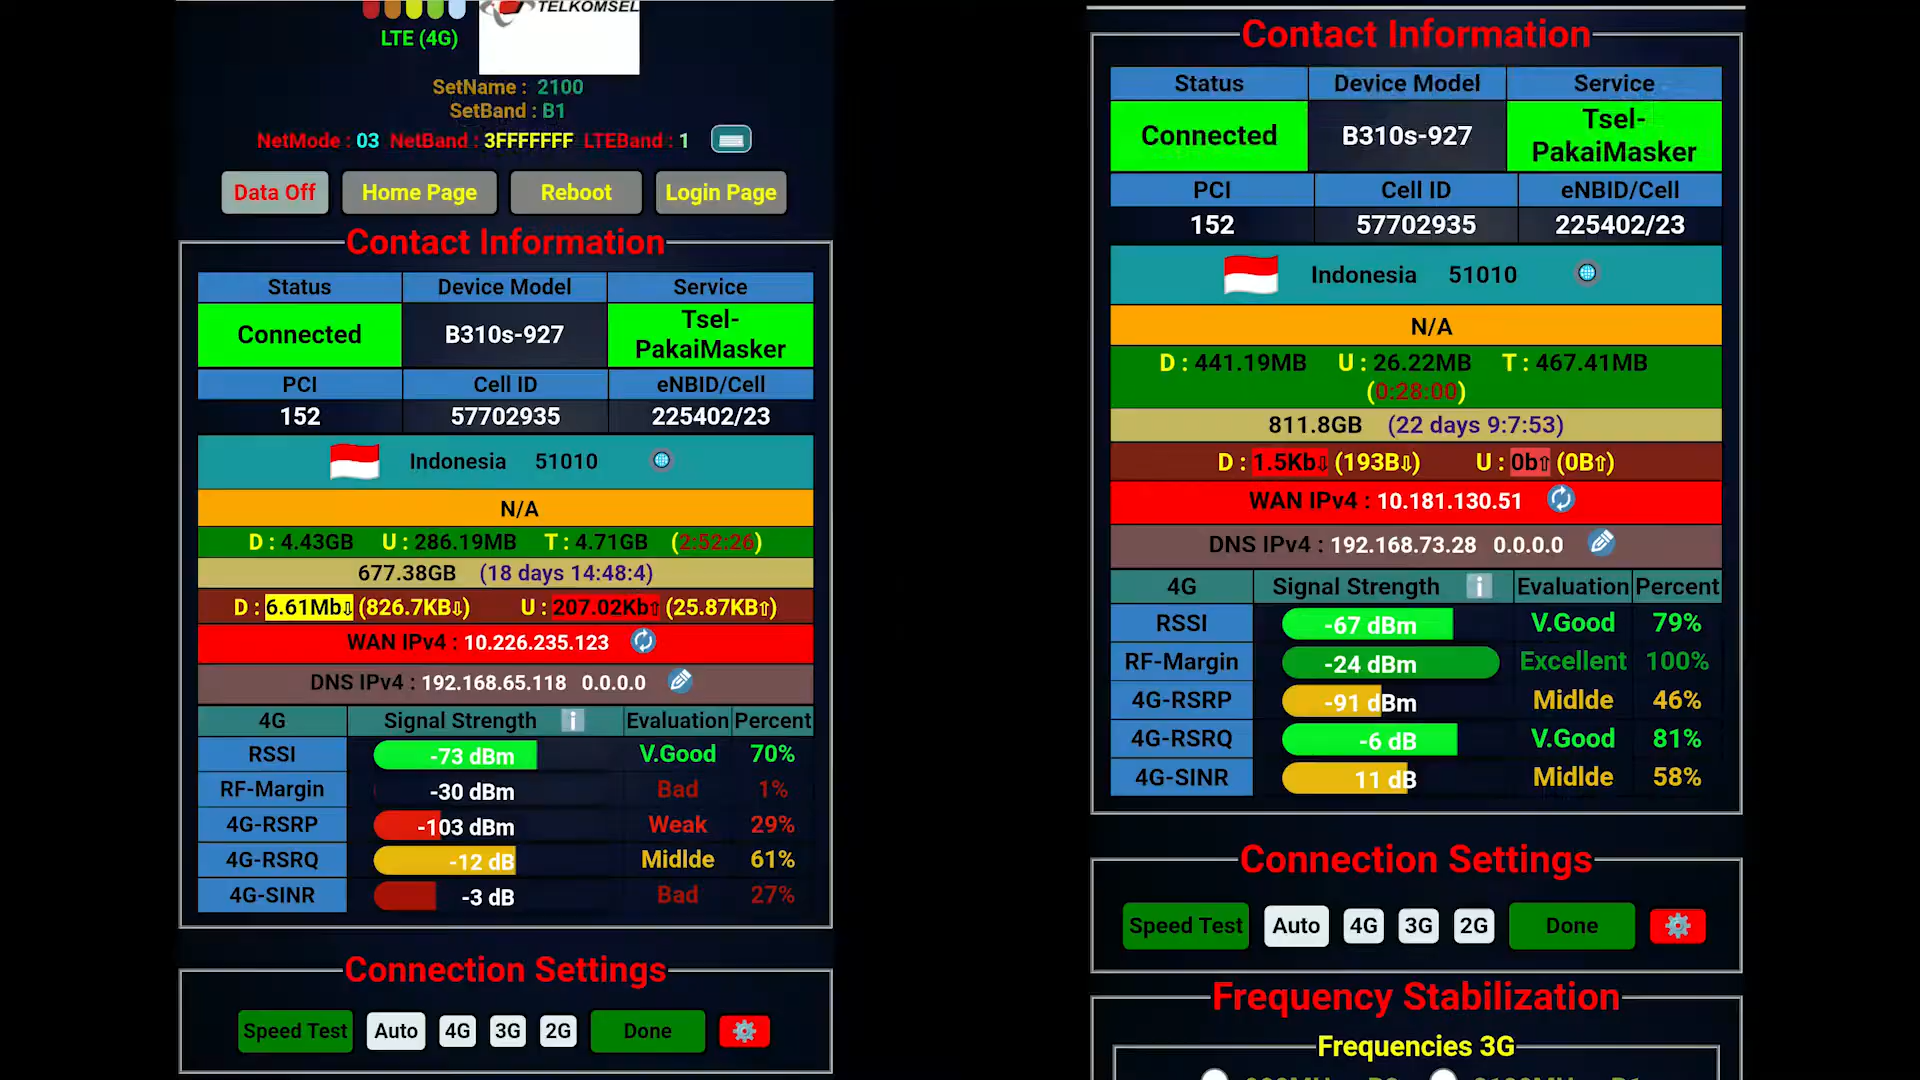 TELKOMSEL
LTE (4G)
SetName : 2100
SetBand : B1
NetMode : 03 NetBand : 3FFFFFFF LTEBand : 1
Data Off Home Page Reboot Login Page
Contact Information
Status Device Model Service
Connected B310s-927 Tsel-
PakaiMasker
PCI Cell ID eNBID/Cell
152 57702935 225402/23
Indonesia 51010
N/A
D : 4.43GB U : 286.19MB T : 4.71GB (2:52:26)
677.38GB (18 days 14:48:4)
D : 6.61Mb⇩ (826.7KB⇩) U : 207.02Kb⇧ (25.87KB⇧)
WAN IPv4 : 10.226.235.123
DNS IPv4 : 192.168.65.118 0.0.0.0
4G Signal Strength i Evaluation Percent
RSSI -73 dBm V.Good 70%
RF-Margin -30 dBm Bad 1%
4G-RSRP -103 dBm Weak 29%
4G-RSRQ -12 dB Midlde 61%
4G-SINR -3 dB Bad 27%
Connection Settings
Speed Test Auto 4G 3G 2G Done
Contact Information
Status Device Model Service
Connected B310s-927 Tsel-
PakaiMasker
PCI Cell ID eNBID/Cell
152 57702935 225402/23
Indonesia 51010
N/A
D : 441.19MB U : 26.22MB T : 467.41MB
(0:28:00)
811.8GB (22 days 9:7:53)
D : 1.5Kb⇩ (193B⇩) U : 0b⇧ (0B⇧)
WAN IPv4 : 10.181.130.51
DNS IPv4 : 192.168.73.28 0.0.0.0
4G Signal Strength i Evaluation Percent
RSSI -67 dBm V.Good 79%
RF-Margin -24 dBm Excellent 100%
4G-RSRP -91 dBm Midlde 46%
4G-RSRQ -6 dB V.Good 81%
4G-SINR 11 dB Midlde 58%
Connection Settings
Speed Test Auto 4G 3G 2G Done
Frequency Stabilization
Frequencies 3G